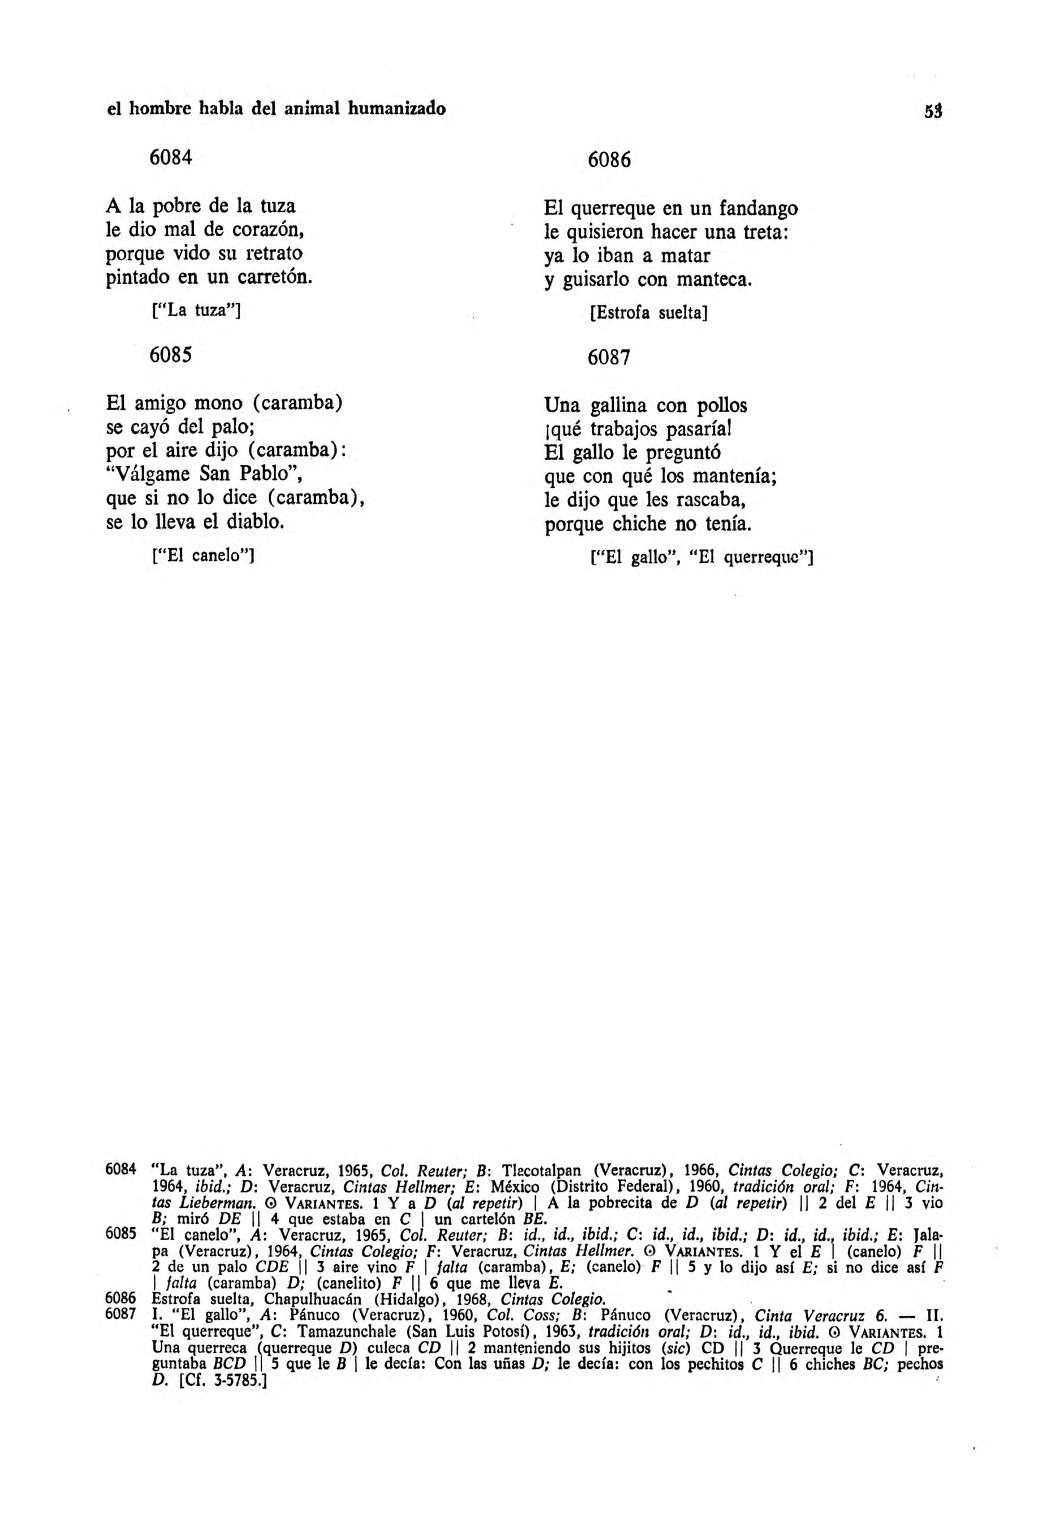 el hombre habla del animal humanizado 53
6084
A la pobre de la tuza
le dio mal de corazón,
porque vido su retrato
pintado en un carretón.
["La tuza"]
6085
El amigo mono (caramba)
se cayó del palo;
por el aire dijo (caramba):
"Válgame San Pablo",
que si no lo dice (caramba),
se lo lleva el diablo.
["El canelo"]
6086
El querreque en un fandango
le quisieron hacer una treta:
ya lo iban a matar
y guisarlo con manteca.
[Estrofa suelta]
6087
Una gallina con pollos
¡qué trabajos pasaría!
El gallo le preguntó
que con qué los mantenía;
le dijo que les rascaba,
porque chiche no tenía.
["El gallo", "El querreque"]
6084 "La tuza", A: Veracruz, 1965, Col. Reuter; B: Tlacotalpan (Veracruz), 1966, Cintas Colegio; C: Veracruz,
1964, ibid.; D: Veracruz, Cintas Hellmer; E: México (Distrito Federal), 1960, tradición oral; F: 1964, Cin-
tas Lieberman. ⊙ VARIANTES. 1 Y a D (al repetir) | A la pobrecita de D (al repetir) || 2 del E || 3 vio
B; miró DE || 4 que estaba en C | un cartelón BE.
6085 "El canelo", A: Veracruz, 1965, Col. Reuter; B: id., id., ibid.; C: id., id., ibid.; D: id., id., ibid.; E: Jala-
pa (Veracruz), 1964, Cintas Colegio; F: Veracruz, Cintas Hellmer. ⊙ VARIANTES. 1 Y el E | (canelo) F ||
2 de un palo CDE || 3 aire vino F | falta (caramba), E; (canelo) F || 5 y lo dijo así E; si no dice así F
| falta (caramba) D; (canelito) F || 6 que me lleva E.
6086 Estrofa suelta, Chapulhuacán (Hidalgo), 1968, Cintas Colegio.
6087 I. "El gallo", A: Pánuco (Veracruz), 1960, Col. Coss; B: Pánuco (Veracruz), Cinta Veracruz 6. — II.
"El querreque", C: Tamazunchale (San Luis Potosí), 1963, tradición oral; D: id., id., ibid. ⊙ VARIANTES. 1
Una querreca (querreque D) culeca CD || 2 manteniendo sus hijitos (sic) CD || 3 Querreque le CD | pre-
guntaba BCD || 5 que le B | le decía: Con las uñas D; le decía: con los pechitos C || 6 chiches BC; pechos
D. [Cf. 3-5785.]